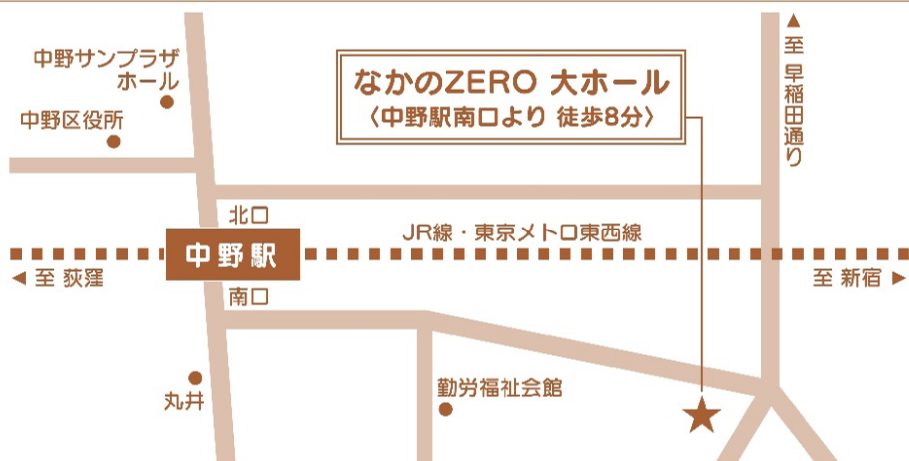 中野サンプラザ
ホール
中野区役所
なかのZERO 大ホール
〈中野駅南口より 徒歩8分〉
▲至 早稲田通り
北口
中野駅
JR線・東京メトロ東西線
◀至 荻窪
至 新宿▶
南口
丸井
勤労福祉会館